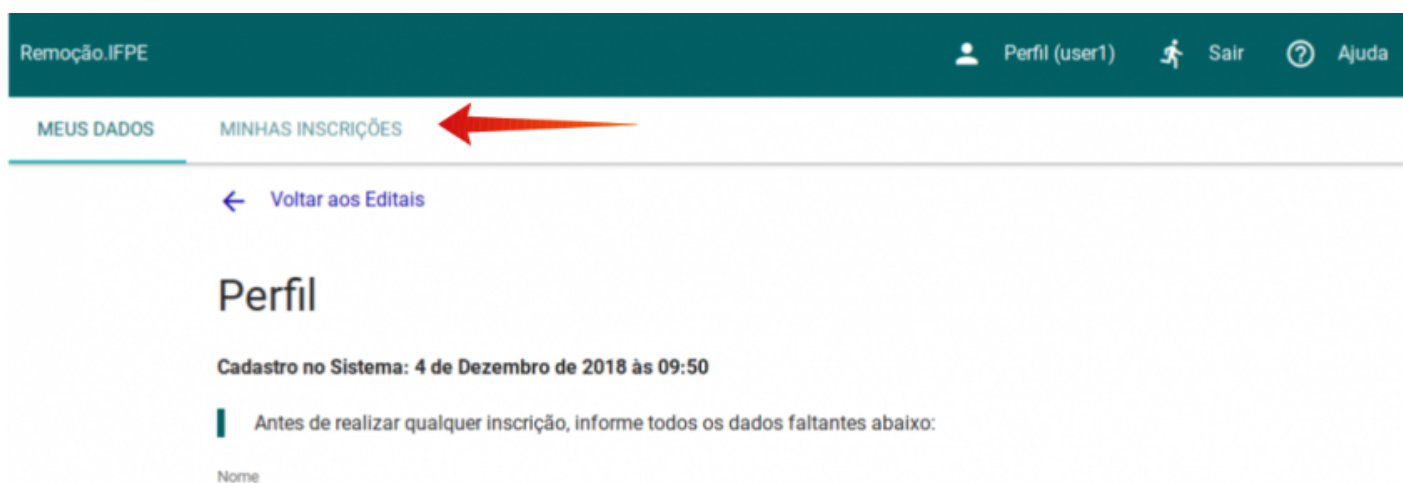 Remoção.IFPE Perfil (user1) Sair Ajuda
MEUS DADOS MINHAS INSCRIÇÕES
Voltar aos Editais
Perfil
Cadastro no Sistema: 4 de Dezembro de 2018 às 09:50
Antes de realizar qualquer inscrição, informe todos os dados faltantes abaixo:
Nome